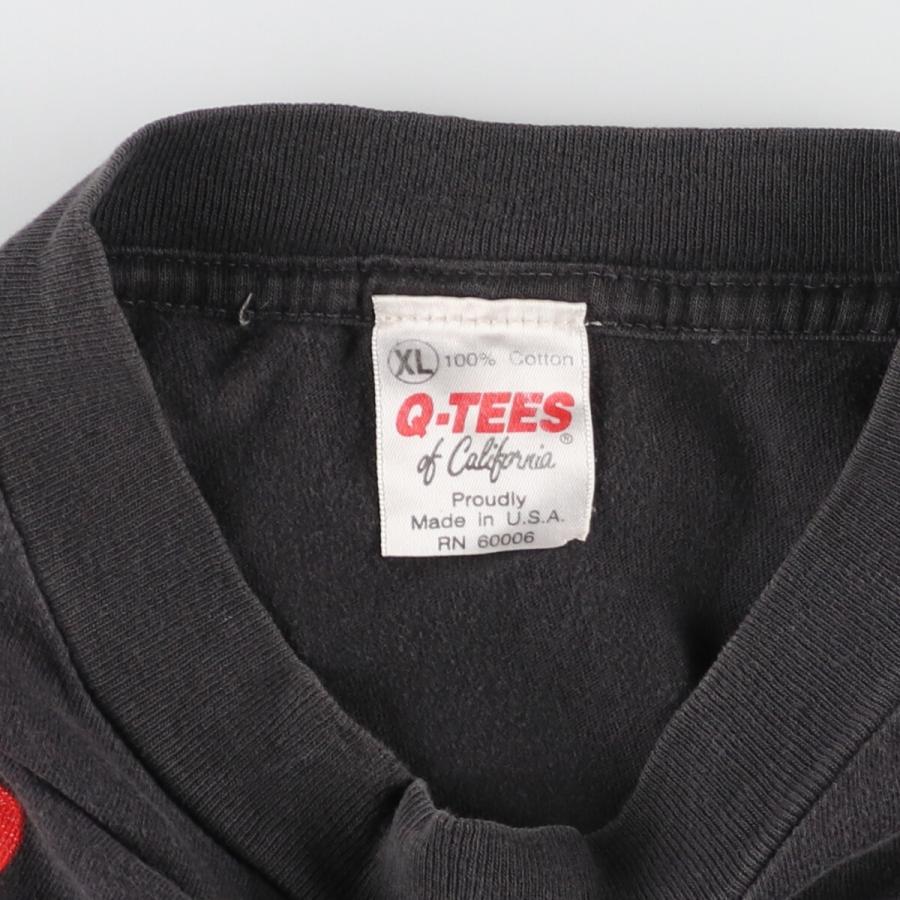 XL 100% Cotton
Q-TEES®
of California
Proudly
Made in U.S.A.
RN 60006